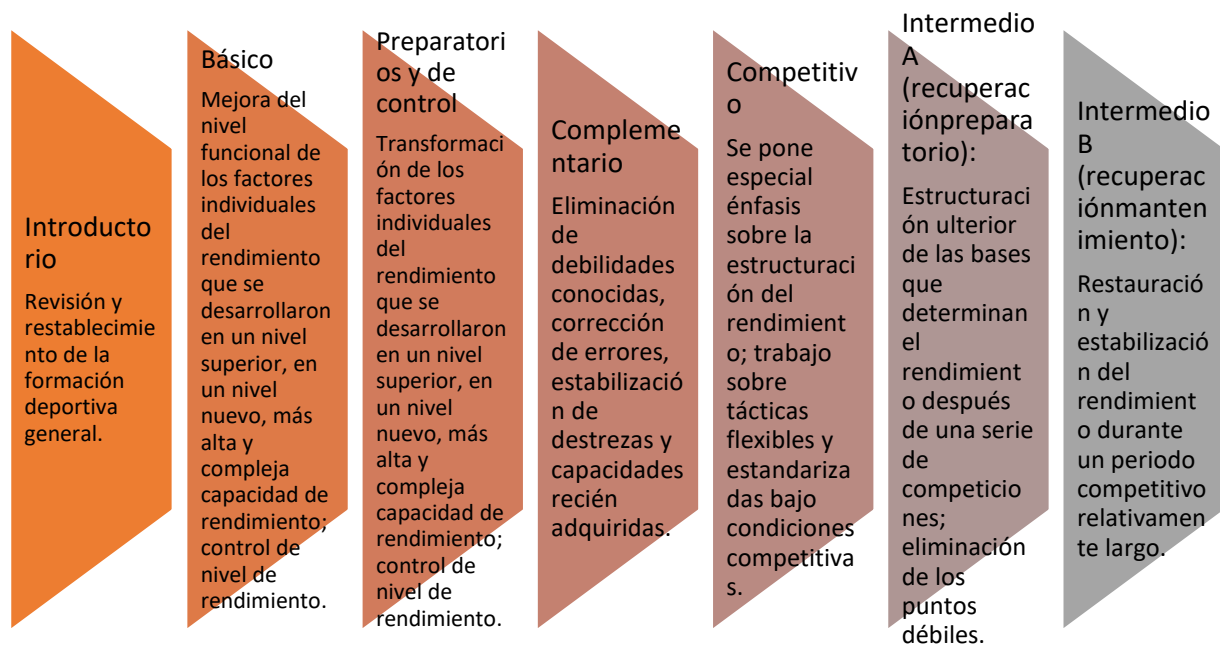 Introducto
rio
Revisión y
restablecimie
nto de la
formación
deportiva
general.
Básico
Mejora del
nivel
funcional de
los factores
individuales
del
rendimiento
que se
desarrollaron
en un nivel
superior, en
un nivel
nuevo, más
alta y
compleja
capacidad de
rendimiento;
control de
nivel de
rendimiento.
Preparatori
os y de
control
Transformaci
ón de los
factores
individuales
del
rendimiento
que se
desarrollaron
en un nivel
superior, en
un nivel
nuevo, más
alta y
compleja
capacidad de
rendimiento;
control de
nivel de
rendimiento.
Compleme
ntario
Eliminación
de
debilidades
conocidas,
corrección
de errores,
estabilizació
n de
destrezas y
capacidades
recién
adquiridas.
Competitiv
o
Se pone
especial
énfasis
sobre la
estructuraci
ón del
rendimient
o; trabajo
sobre
tácticas
flexibles y
estandariza
das bajo
condiciones
competitiva
s.
Intermedio
A
(recuperac
iónprepara
torio):
Estructuraci
ón ulterior
de las bases
que
determinan
el
rendimient
o después
de una serie
de
competicio
nes;
eliminación
de los
puntos
débiles.
Intermedio
B
(recuperac
iónmanten
imiento):
Restauració
n y
estabilizació
n del
rendimient
o durante
un periodo
competitivo
relativamen
te largo.